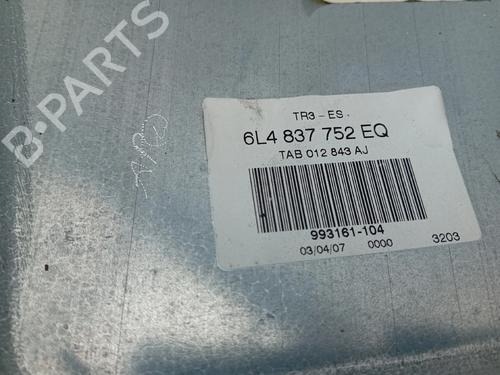 TR3 - ES.
6L4 837 752 EQ
TAB 012 843 AJ
993161-104
03/04/07 0000 3203
B-PARTS